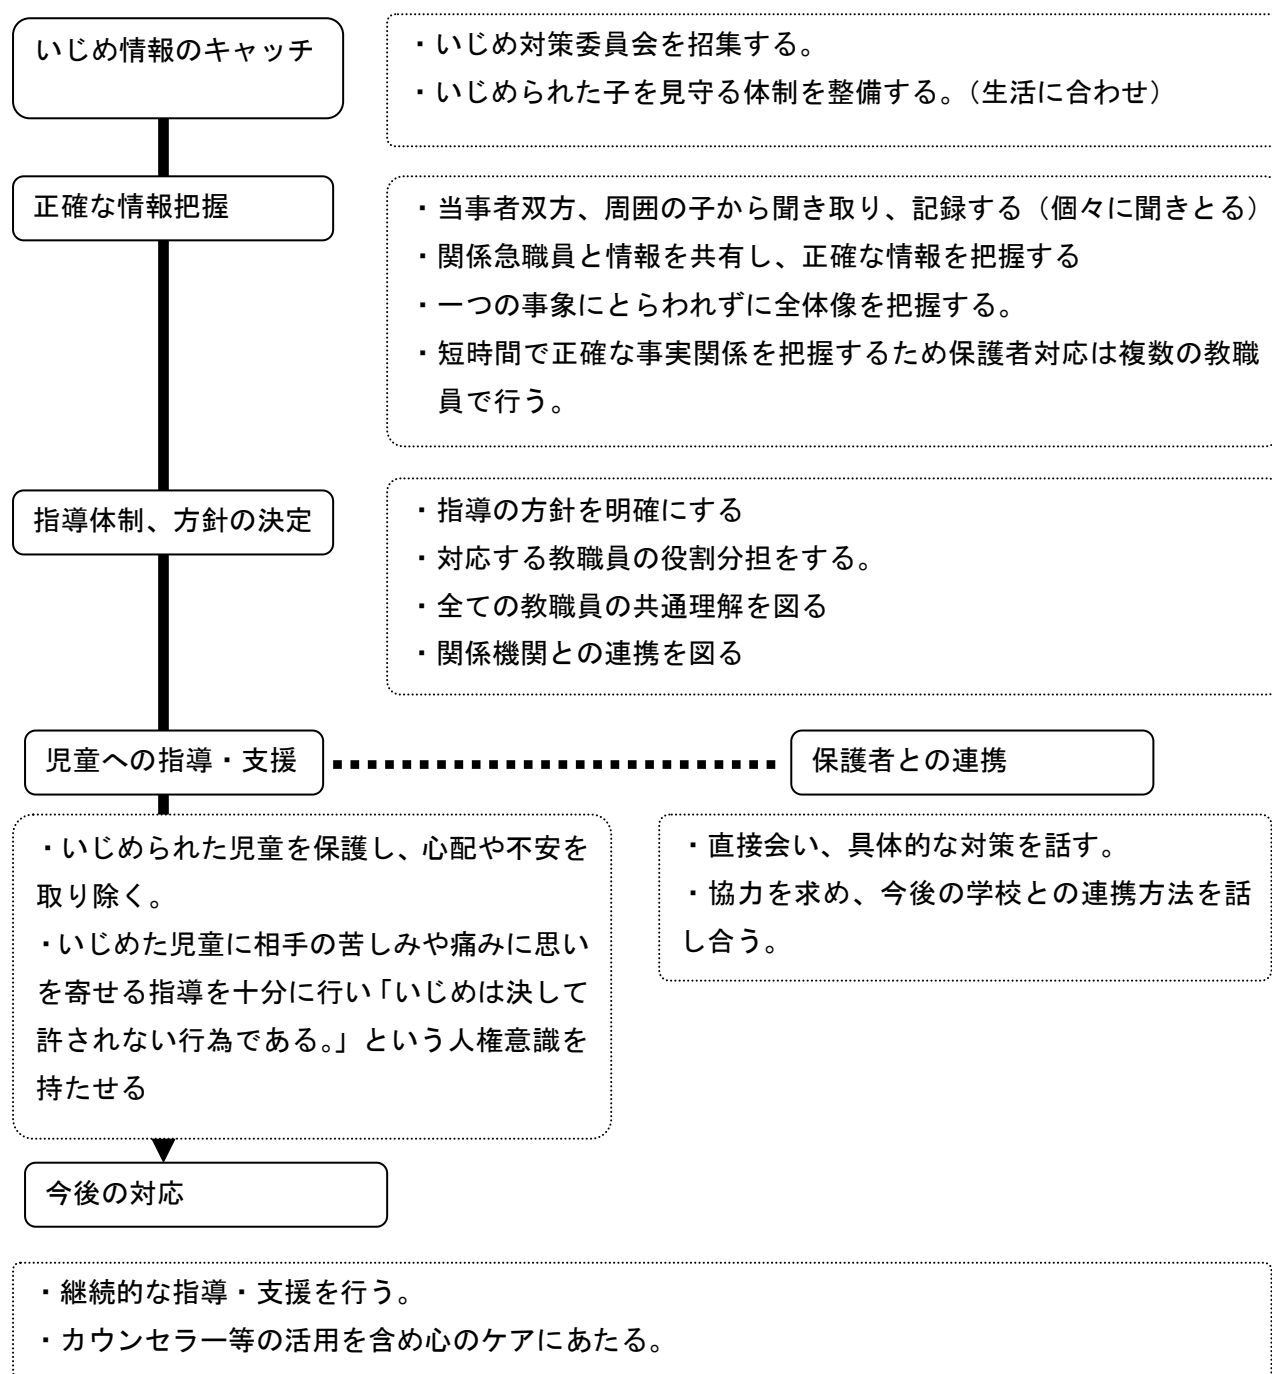 いじめ情報のキャッチ
・いじめ対策委員会を招集する。
・いじめられた子を見守る体制を整備する。（生活に合わせ）
正確な情報把握
・当事者双方、周囲の子から聞き取り、記録する（個々に聞きとる）
・関係急職員と情報を共有し、正確な情報を把握する
・一つの事象にとらわれずに全体像を把握する。
・短時間で正確な事実関係を把握するため保護者対応は複数の教職
員で行う。
指導体制、方針の決定
・指導の方針を明確にする
・対応する教職員の役割分担をする。
・全ての教職員の共通理解を図る
・関係機関との連携を図る
児童への指導・支援
保護者との連携
・いじめられた児童を保護し、心配や不安を
取り除く。
・いじめた児童に相手の苦しみや痛みに思い
を寄せる指導を十分に行い「いじめは決して
許されない行為である。」という人権意識を
持たせる
・直接会い、具体的な対策を話す。
・協力を求め、今後の学校との連携方法を話
し合う。
今後の対応
・継続的な指導・支援を行う。
・カウンセラー等の活用を含め心のケアにあたる。